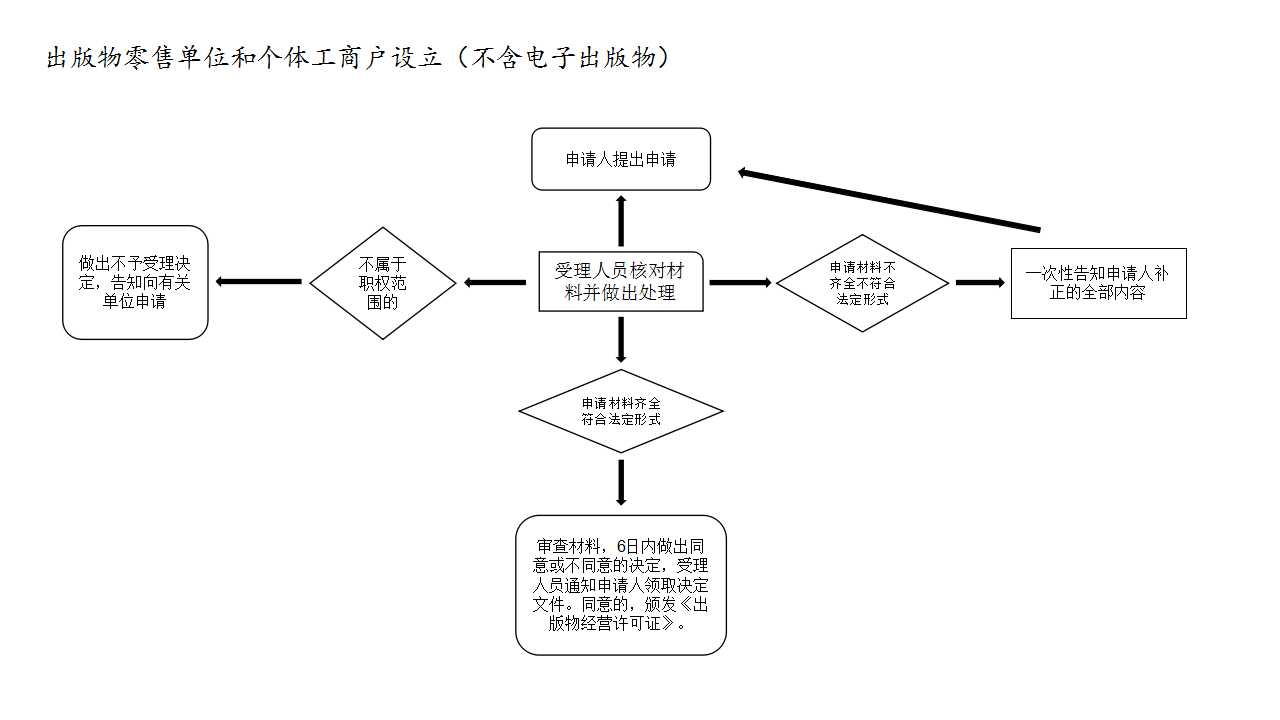 出版物零售单位和个体工商户设立（不含电子出版物）
申请人提出申请
做出不予受理决
定，告知向有关
单位申请
不属于
职权范
围的
受理人员核对材
料并做出处理
申请材料不
齐全不符合
法定形式
一次性告知申请人补
正的全部内容
申请材料齐全
符合法定形式
审查材料，6日内做出同
意或不同意的决定，受理
人员通知申请人领取决定
文件。同意的，颁发《出
版物经营许可证》。